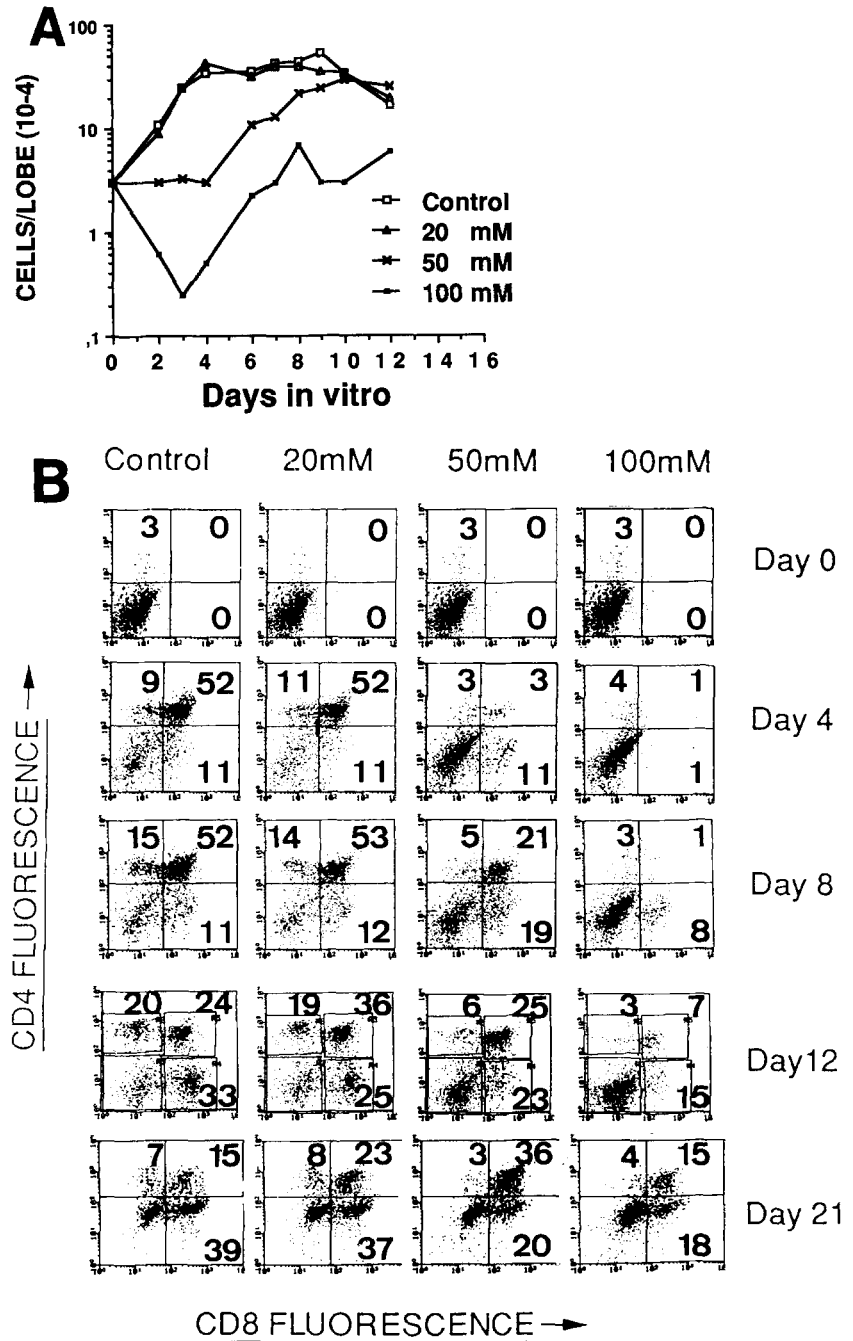 A
100
10
1
,1
CELLS/LOBE (10-4)
0 2 4 6 8 10 12 14 16
Days in vitro
Control
20 mM
50 mM
100 mM
B
Control 20mM 50mM 100mM
3 0 0 0 0 3 0 0 3 0 0
Day 0
9 52 11 11 52 11 3 3 11 4 1 1
Day 4
15 52 11 14 53 12 5 21 19 3 1 8
Day 8
20 24 33 19 36 25 6 25 23 3 7 15
Day12
7 15 39 8 23 37 3 36 20 4 15 18
Day 21
CD4 FLUORESCENCE
CD8 FLUORESCENCE